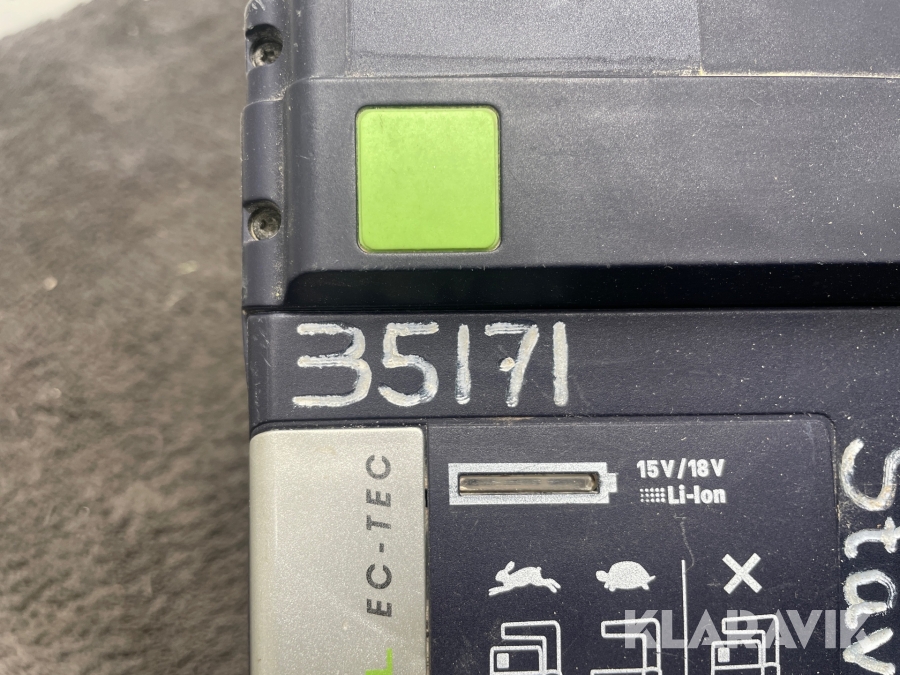 35171
15V/18V
Li-Ion
EC-TEC
KLARAVIK